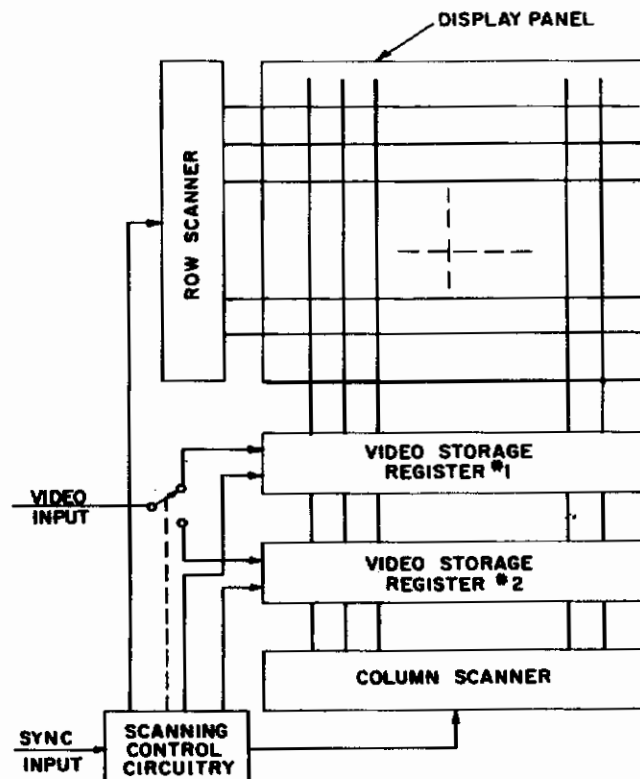 DISPLAY PANEL
ROW SCANNER
VIDEO STORAGE
REGISTER #1
VIDEO
INPUT
VIDEO STORAGE
REGISTER #2
COLUMN SCANNER
SYNC
INPUT
SCANNING
CONTROL
CIRCUITRY